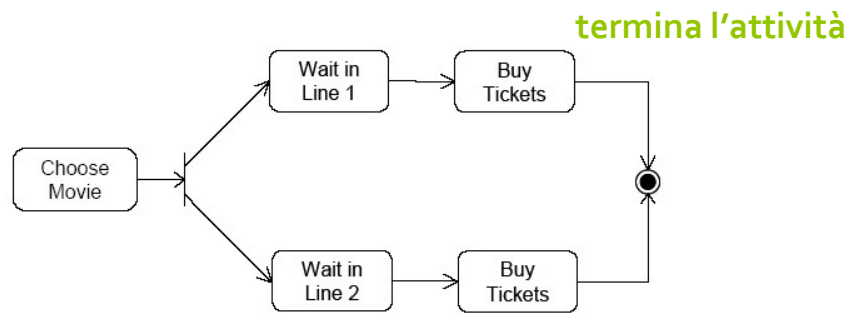 termina l'attività
Wait in
Line 1
Buy
Tickets
Choose
Movie
Wait in
Line 2
Buy
Tickets